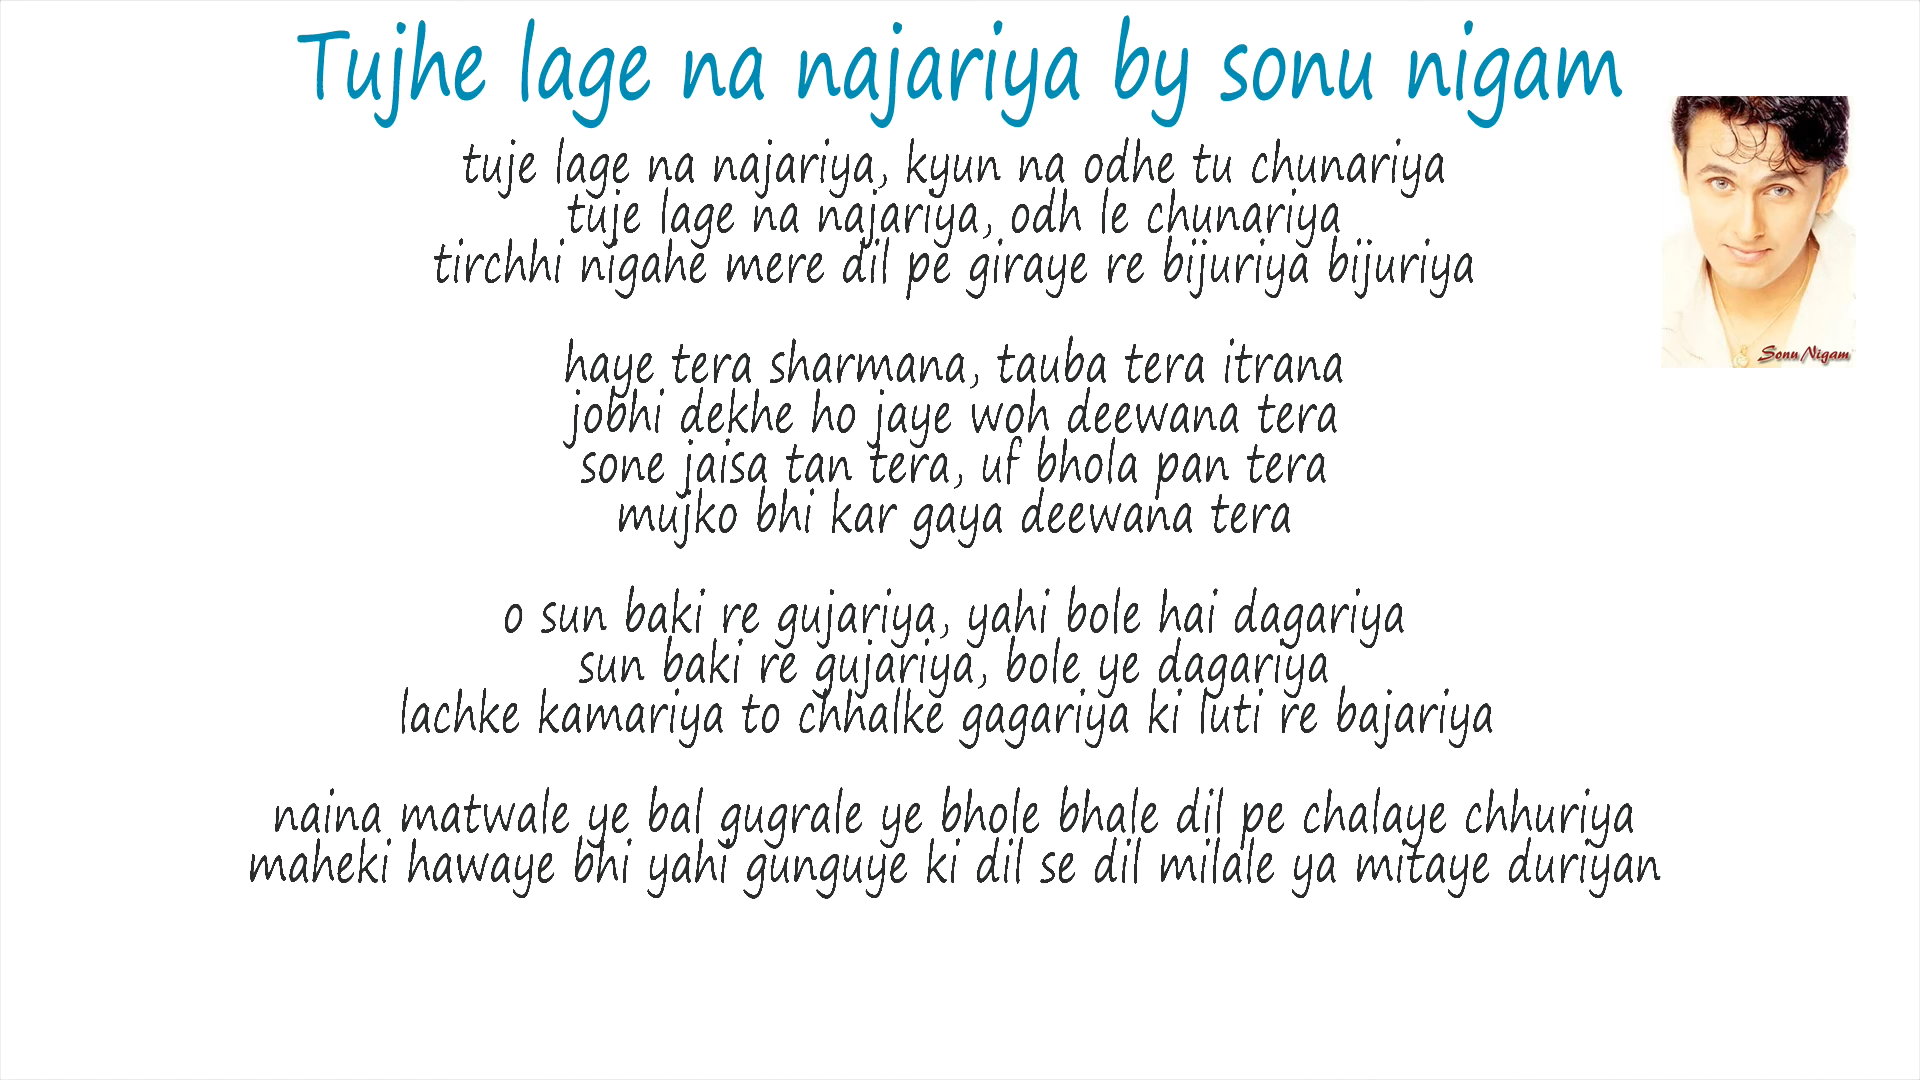 Tujhe lage na najariya by sonu nigam
tuje lage na najariya, kyun na odhe tu chunariya
tuje lage na najariya, odh le chunariya
tirchhi nigahe mere dil pe giraye re bijuriya bijuriya
haye tera sharmana, tauba tera itrana
jobhi dekhe ho jaye woh deewana tera
sone jaisa tan tera, uf bhola pan tera
mujko bhi kar gaya deewana tera
o sun baki re gujariya, yahi bole hai dagariya
sun baki re gujariya, bole ye dagariya
lachke kamariya to chhalke gagariya ki luti re bajariya
naina matwale ye bal gugrale ye bhole bhale dil pe chalaye chhuriya
maheki hawaye bhi yahi gunguye ki dil se dil milale ya mitaye duriyan
Sonu Nigam